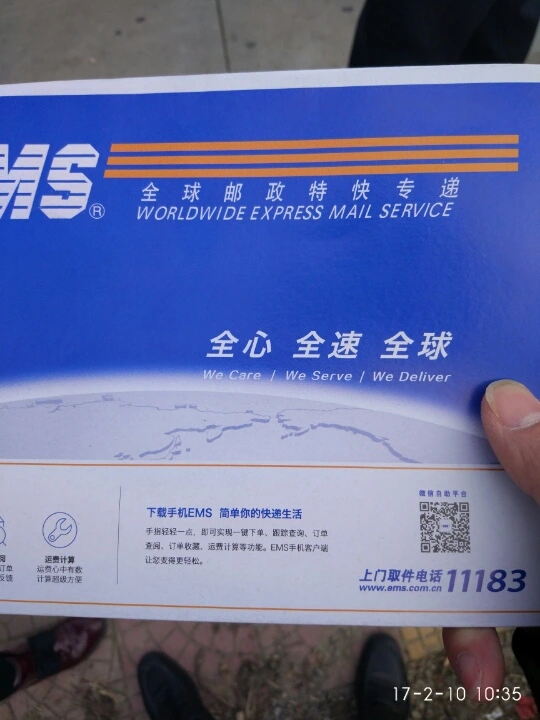 MS®
全球邮政特快专递
WORLDWIDE EXPRESS MAIL SERVICE
全心 全速 全球
We Care / We Serve / We Deliver
下载手机EMS 简单你的快递生活
手指轻轻一点，即可实现一键下单、跟踪查询、订单
查阅、订单收藏、运费计算等功能。EMS手机客户端
让您变得更轻松。
阅
订单
反馈
运费计算
运费心中有数
计算超级方便
微信自助平台
上门取件电话 11183
www.ems.com.cn
17-2-10 10:35